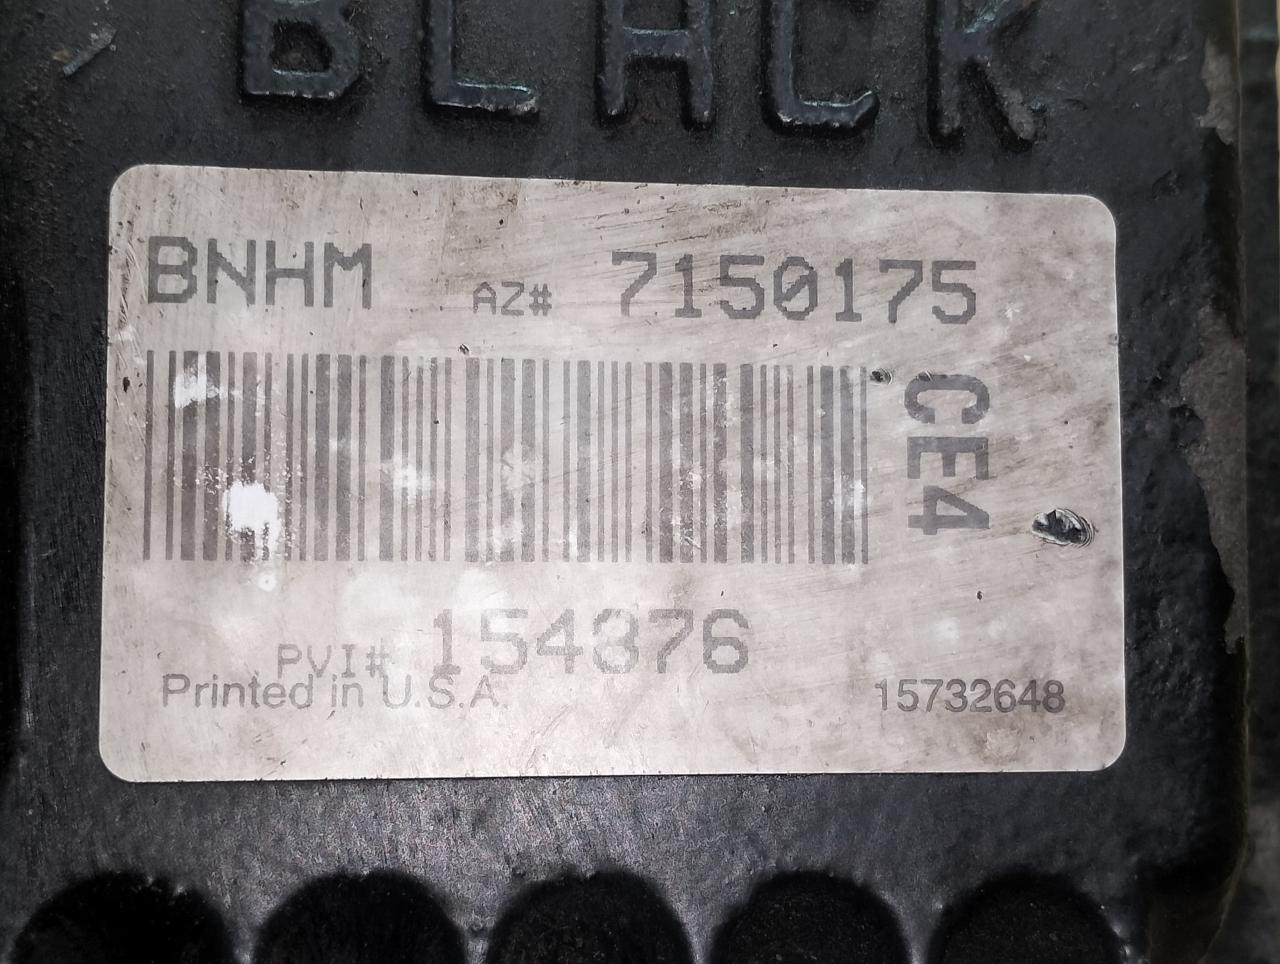 BLACK
BNHM AZ# 7150175
CE4
PVI# 154376
Printed in U.S.A.
15732648